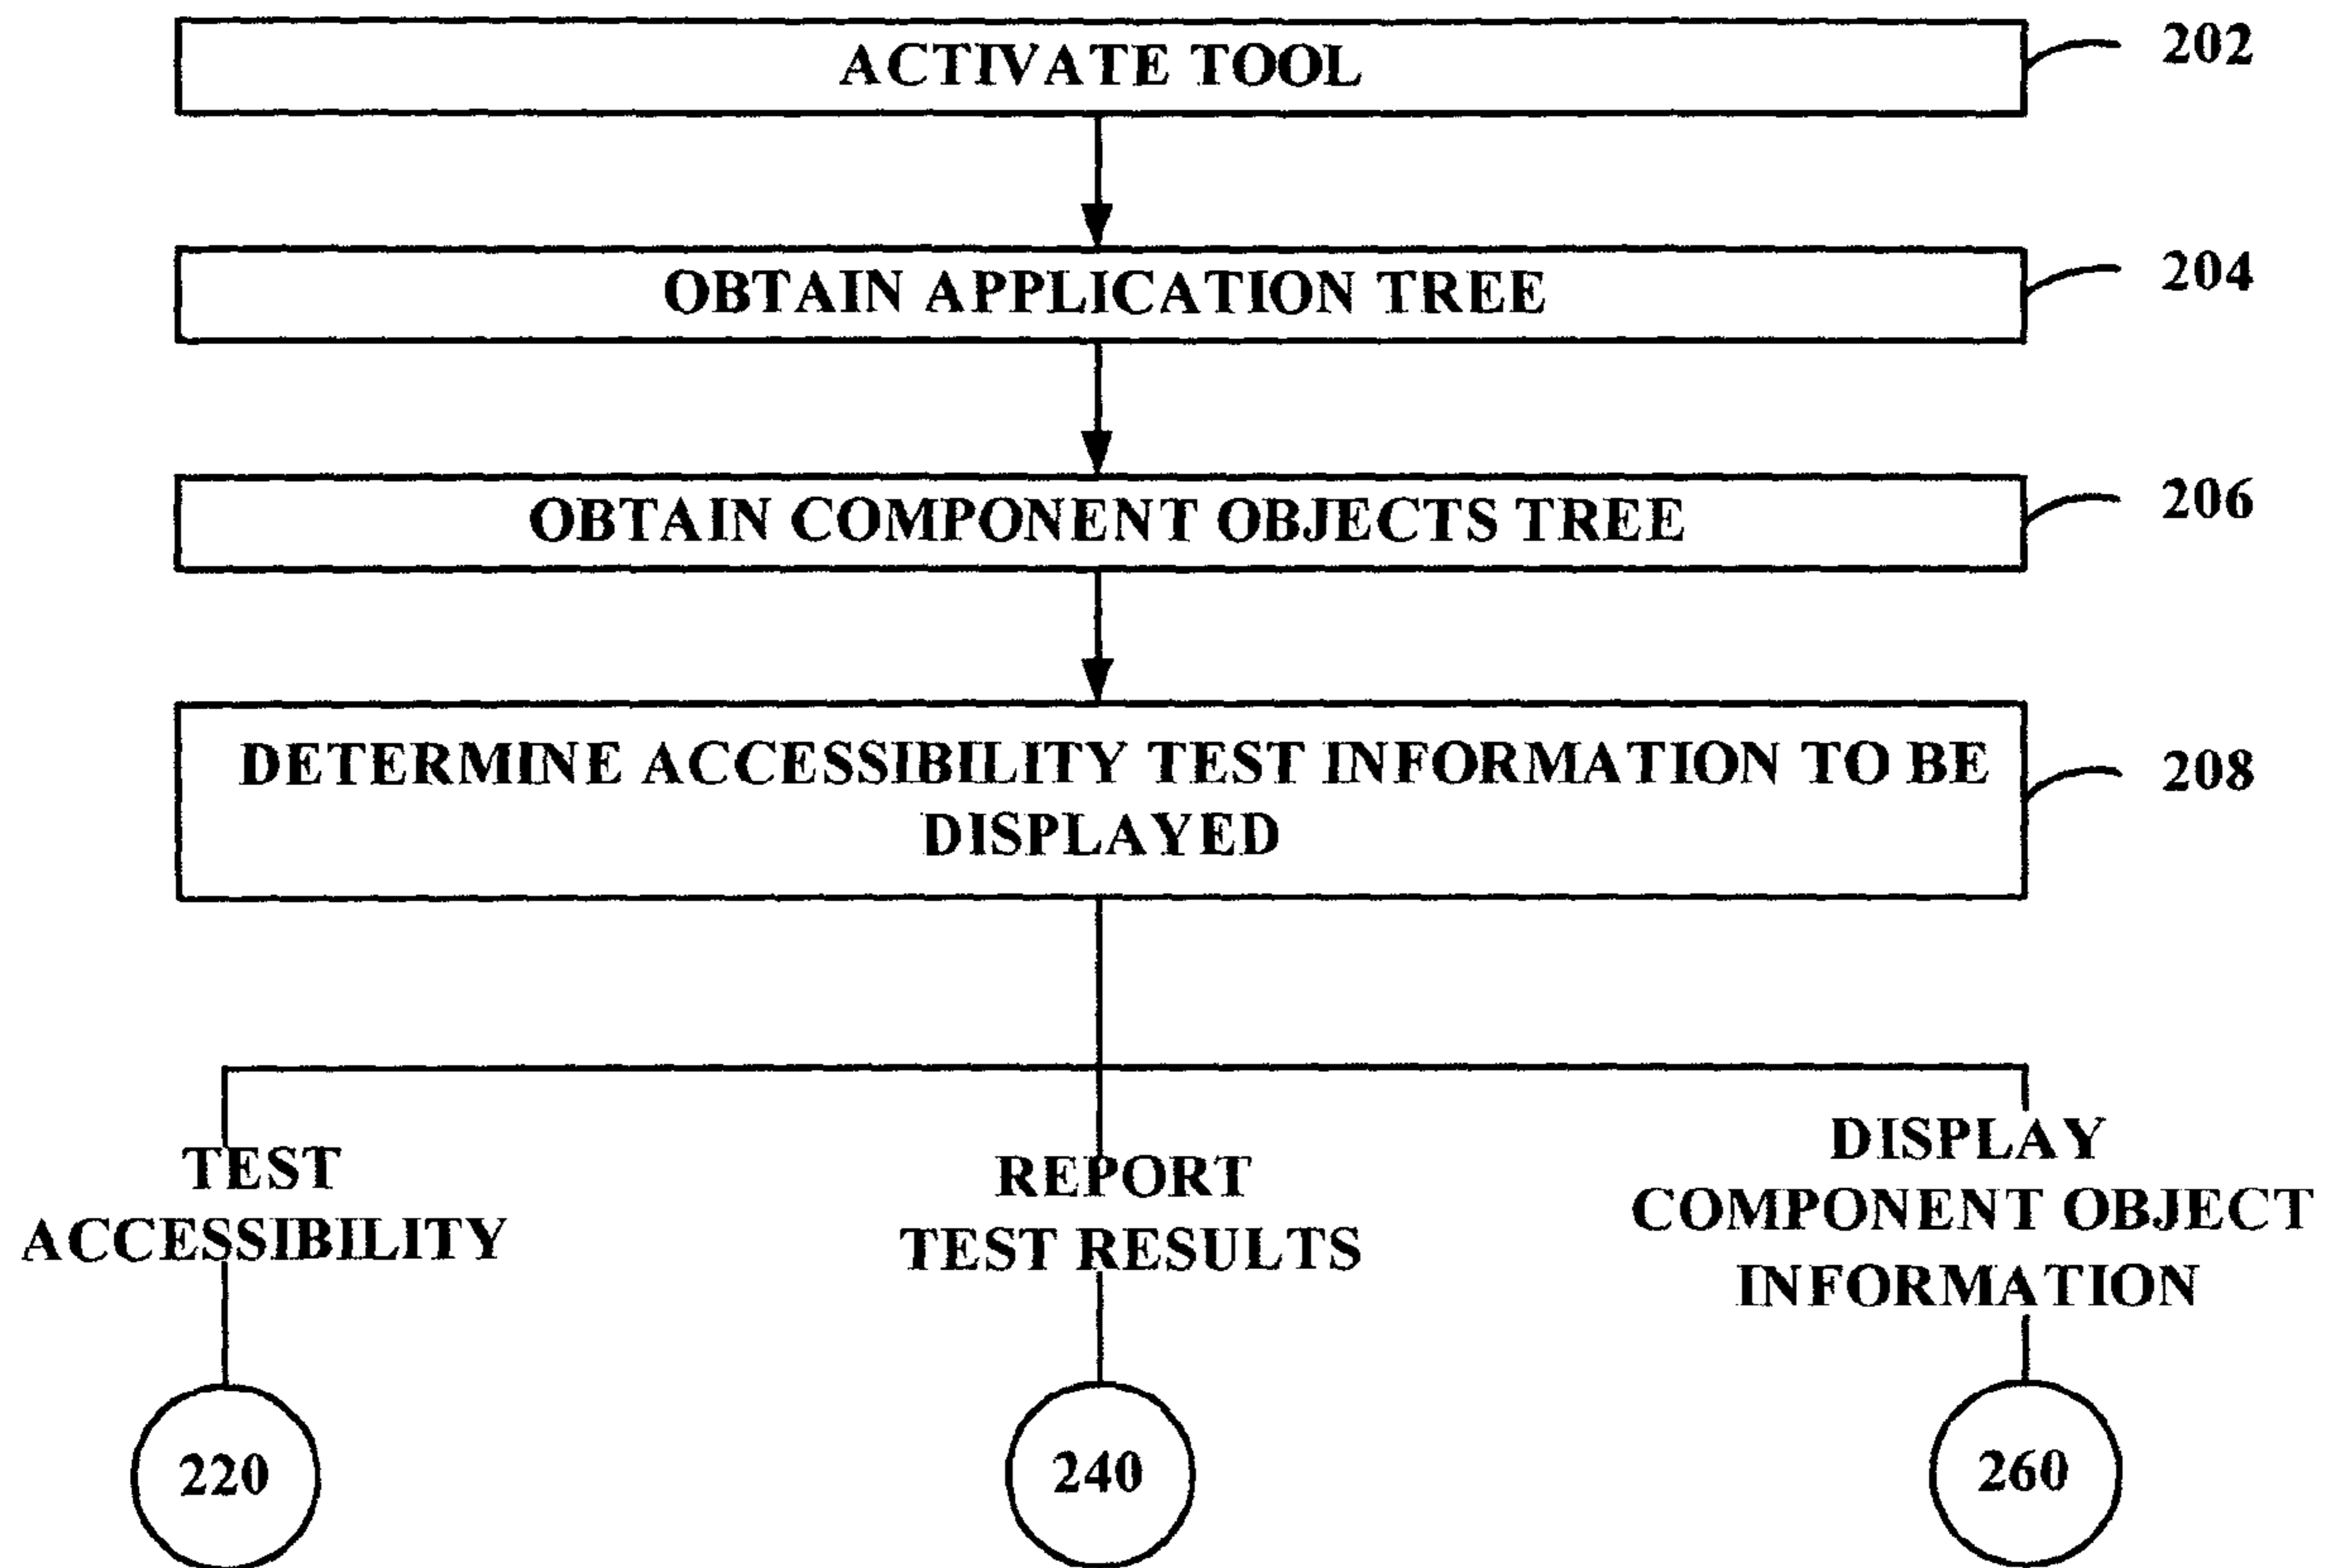 ACTIVATE TOOL
202
OBTAIN APPLICATION TREE
204
OBTAIN COMPONENT OBJECTS TREE
206
DETERMINE ACCESSIBILITY TEST INFORMATION TO BE
DISPLAYED
208
TEST
ACCESSIBILITY
REPORT
TEST RESULTS
DISPLAY
COMPONENT OBJECT
INFORMATION
220
240
260